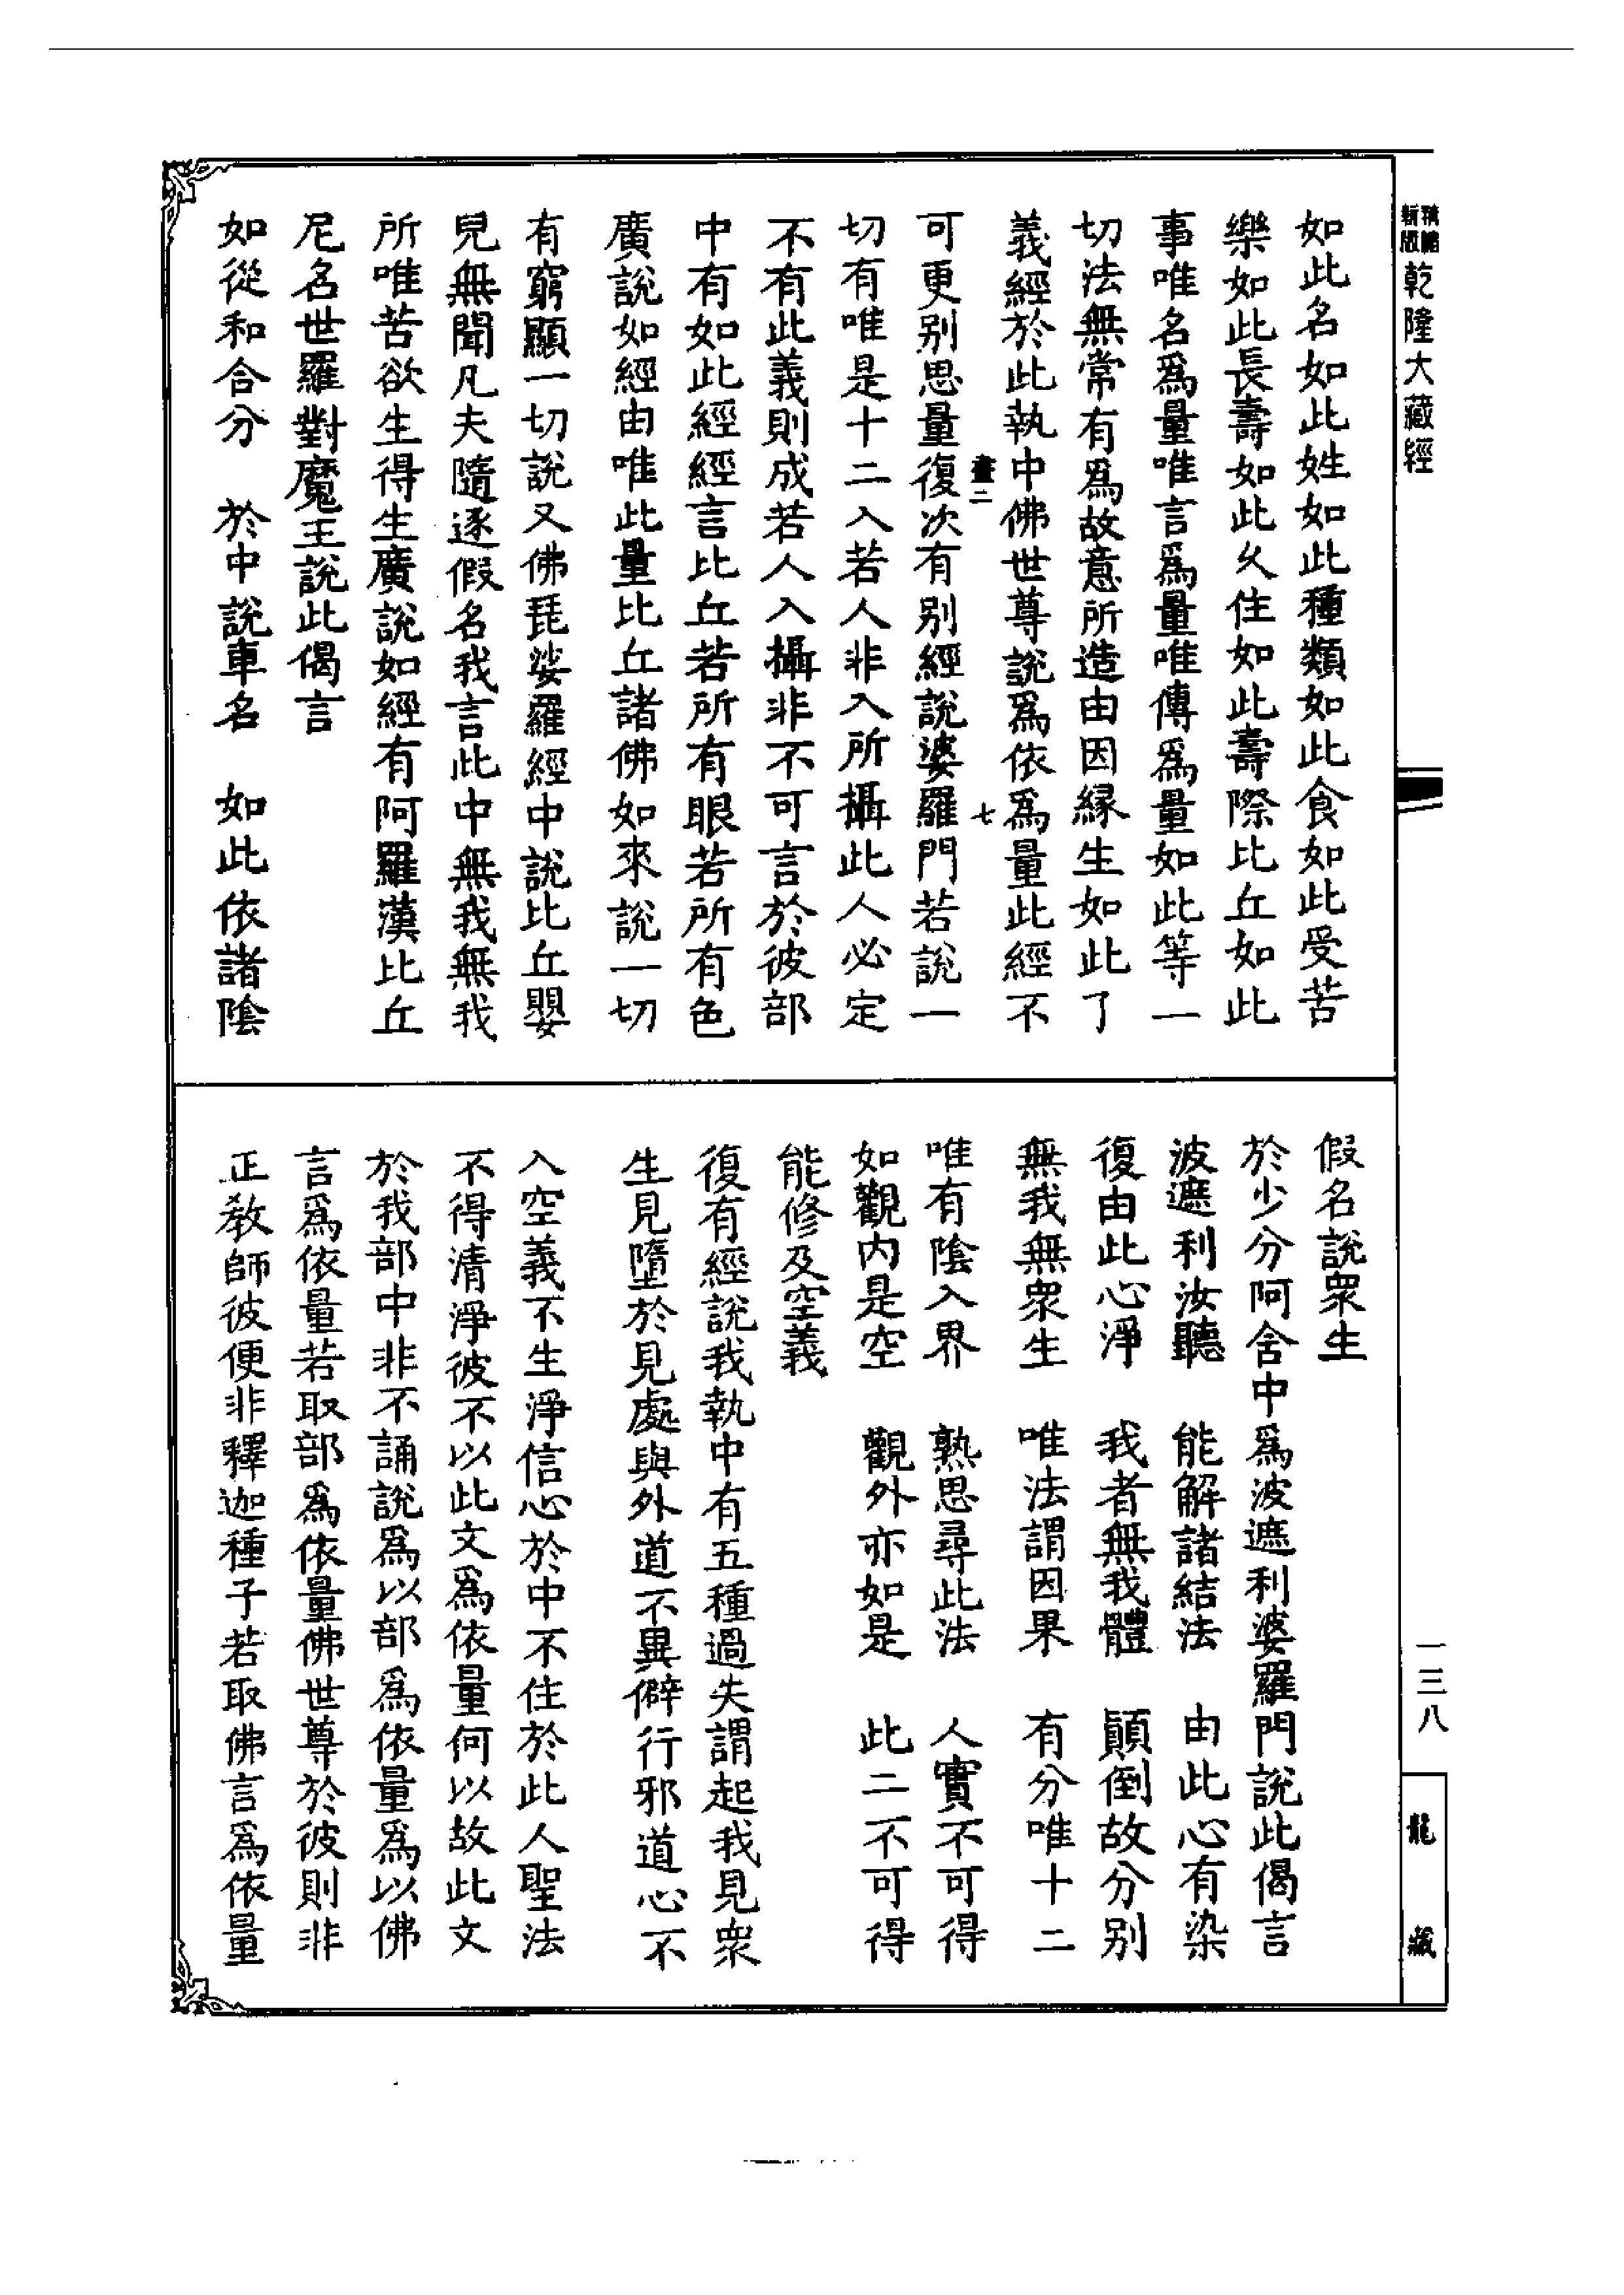 乾隆大藏經
一三八
龍藏
如此名如此姓如此種類如此食如此受苦
樂如此長壽如此久住如此壽際比丘如此
事唯名爲量唯言爲量唯傳爲量如此等一
切法無常有爲故意所造由因緣生如此了
義經於此執中佛世尊說爲依爲量此經不
畫二 七
可更別思量復次有別經說婆羅門若說一
切有唯是十二入若人非入所攝此人必定
不有此義則成若人入攝非不可言於彼部
中有如此經經言比丘若所有眼若所有色
廣說如經由唯此量比丘諸佛如來說一切
有窮顯一切說又佛琵娑羅經中說比丘嬰
兒無聞凡夫隨逐假名我言此中無我無我
所唯苦欲生得生廣說如經有阿羅漢比丘
尼名世羅對魔王說此偈言
如從和合分 於中說車名 如此依諸陰
假名說衆生
於少分阿含中爲波遮利婆羅門說此偈言
波遮利汝聽 能解諸結法 由此心有染
復由此心淨 我者無我體 顛倒故分別
無我無衆生 唯法謂因果 有分唯十二
唯有陰入界 熟思尋此法 人實不可得
如觀內是空 觀外亦如是 此二不可得
能修及空義
復有經說我執中有五種過失謂起我見衆
生見墮於見處與外道不異僻行邪道心不
入空義不生淨信心於中不住於此人聖法
不得清淨彼不以此文爲依量何以故此文
於我部中非不誦說爲以部爲依量爲以佛
言爲依量若取部爲依量佛世尊於彼則非
正教師彼便非釋迦種子若取佛言爲依量